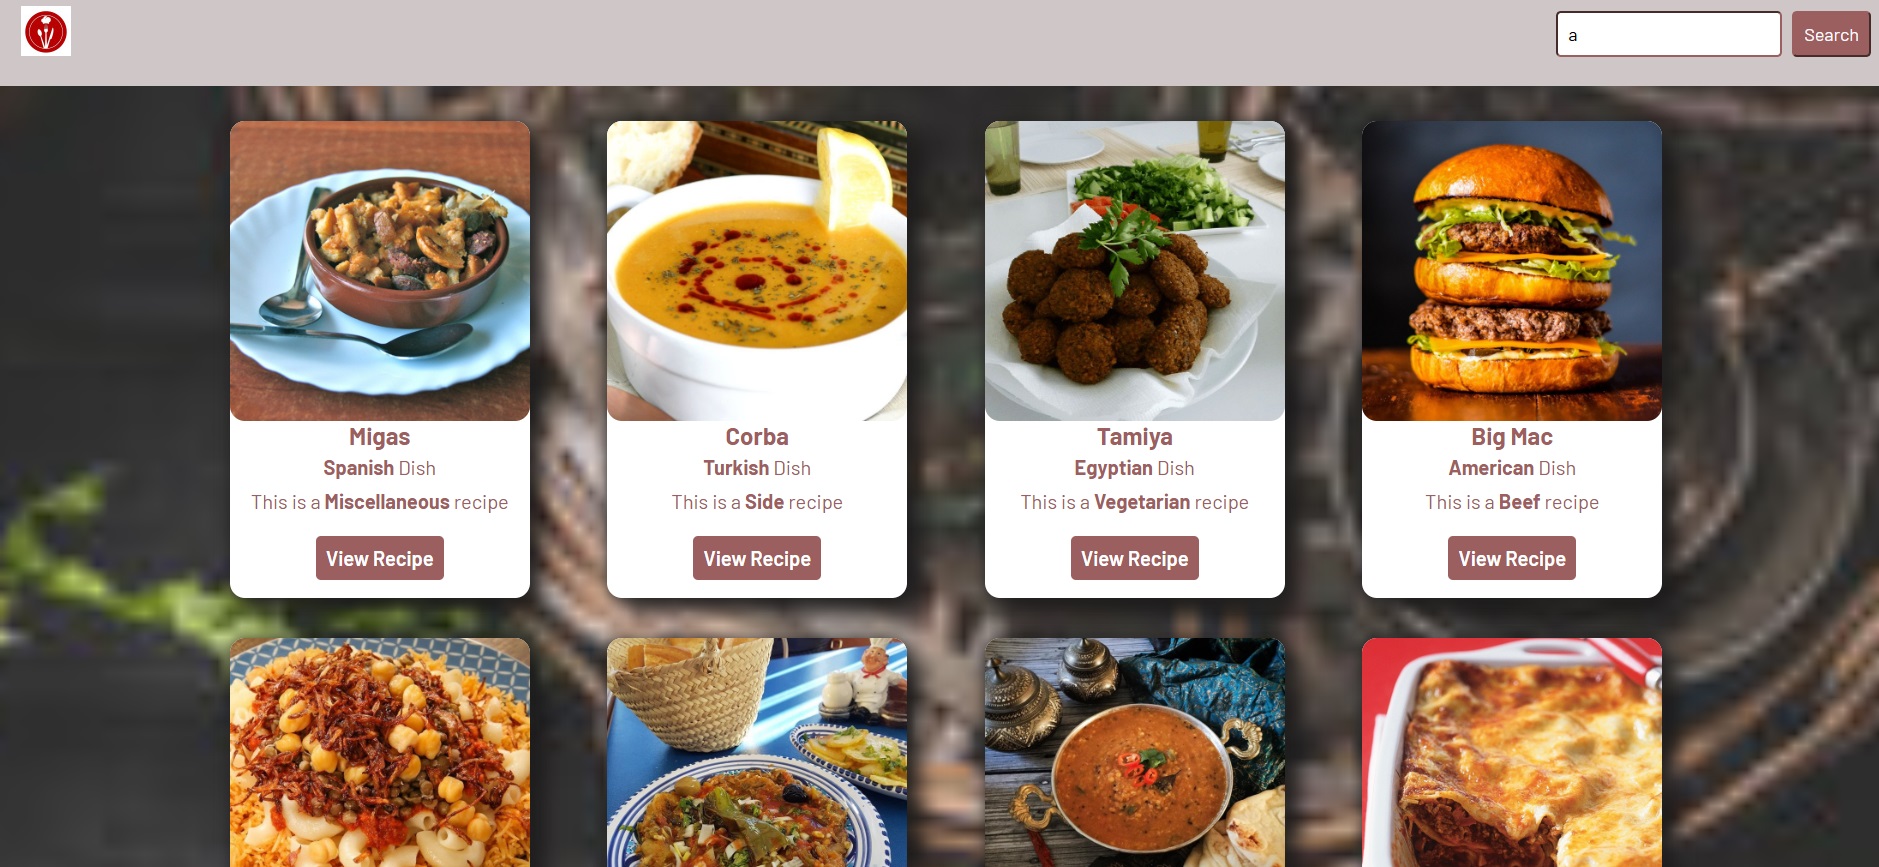 a
Search
Migas
Spanish Dish
This is a Miscellaneous recipe
View Recipe
Corba
Turkish Dish
This is a Side recipe
View Recipe
Tamiya
Egyptian Dish
This is a Vegetarian recipe
View Recipe
Big Mac
American Dish
This is a Beef recipe
View Recipe